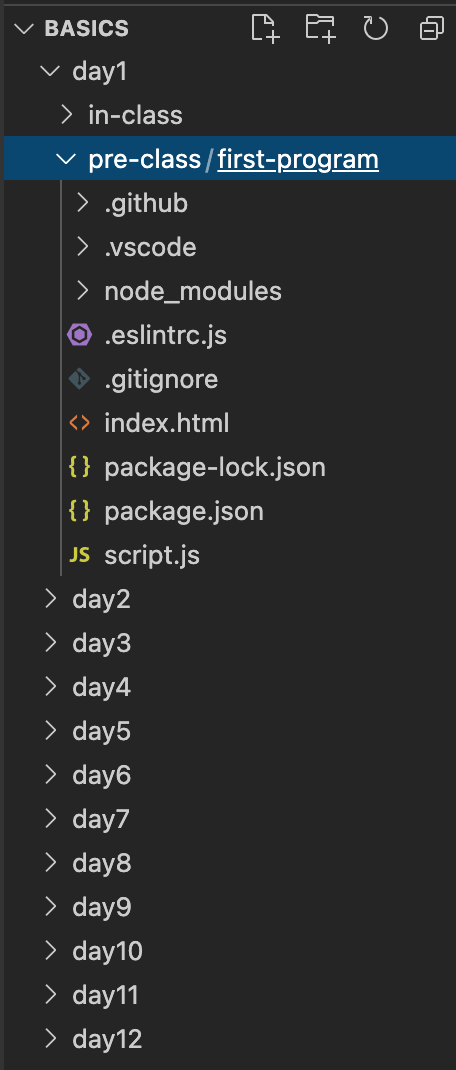 BASICS
day1
in-class
pre-class/first-program
.github
.vscode
node_modules
.eslintrc.js
.gitignore
index.html
{} package-lock.json
{} package.json
JS script.js
day2
day3
day4
day5
day6
day7
day8
day9
day10
day11
day12